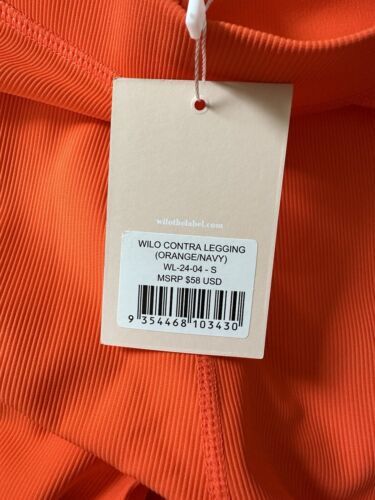 wilothelabel.com
WILO CONTRA LEGGING
(ORANGE/NAVY)
WL-24-04 - S
MSRP $58 USD
9 354468 103430